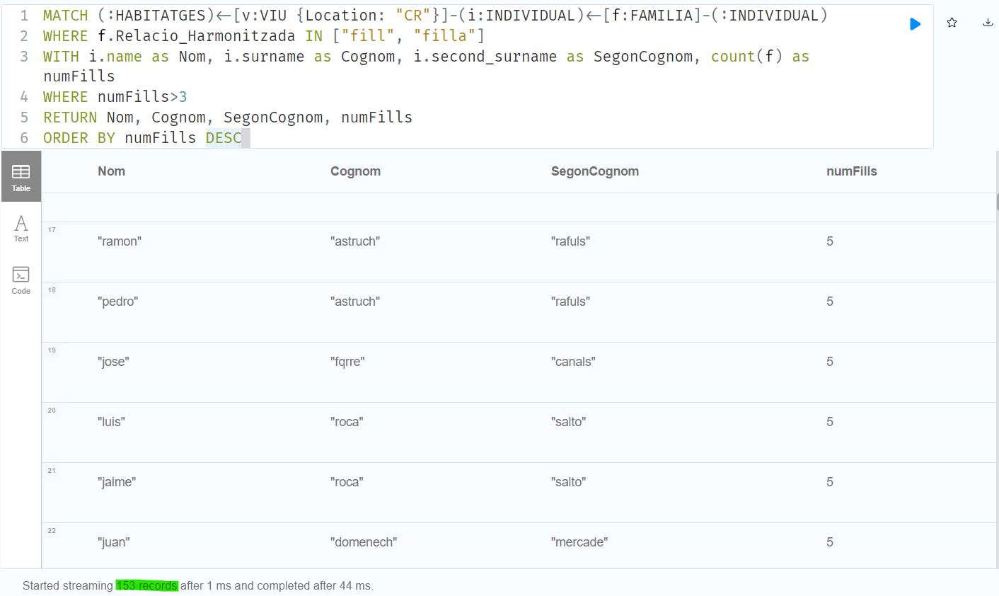 1 MATCH (:HABITATGES)<-[v:VIU {Location: "CR"}]-(i:INDIVIDUAL)<-[f:FAMILIA]-(:INDIVIDUAL)
2 WHERE f.Relacio_Harmonitzada IN ["fill", "filla"]
3 WITH i.name as Nom, i.surname as Cognom, i.second_surname as SegonCognom, count(f) as
numFills
4 WHERE numFills>3
5 RETURN Nom, Cognom, SegonCognom, numFills
6 ORDER BY numFills DESC
Table
Text
Code
Nom Cognom SegonCognom numFills
17 "ramon" "astruch" "rafuls" 5
18 "pedro" "astruch" "rafuls" 5
19 "jose" "fqrre" "canals" 5
20 "luis" "roca" "salto" 5
21 "jaime" "roca" "salto" 5
22 "juan" "domenech" "mercade" 5
Started streaming 153 records after 1 ms and completed after 44 ms.